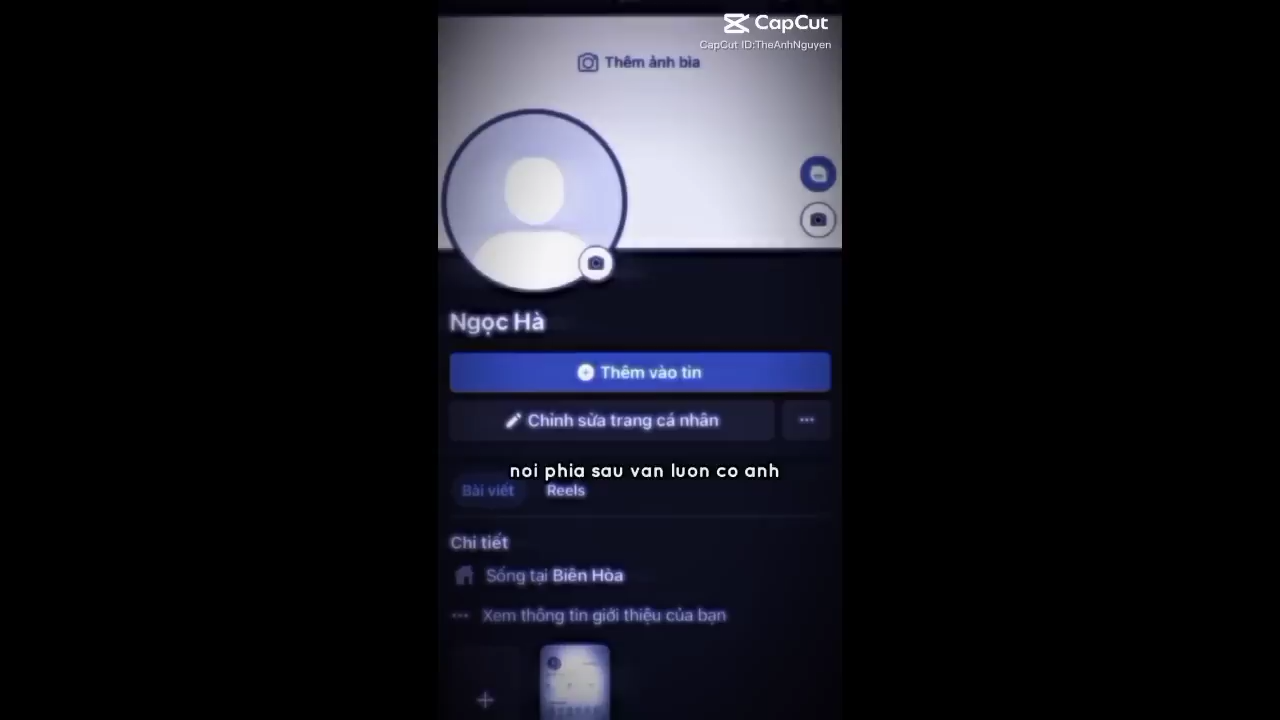 CapCut
CapCut ID:TheAnhNguyen
Thêm ảnh bìa
Ngọc Hà
Thêm vào tin
Chỉnh sửa trang cá nhân
noi phia sau van luon co anh
Bài viết Reels
Chi tiết
Sống tại Biên Hòa
Xem thông tin giới thiệu của bạn